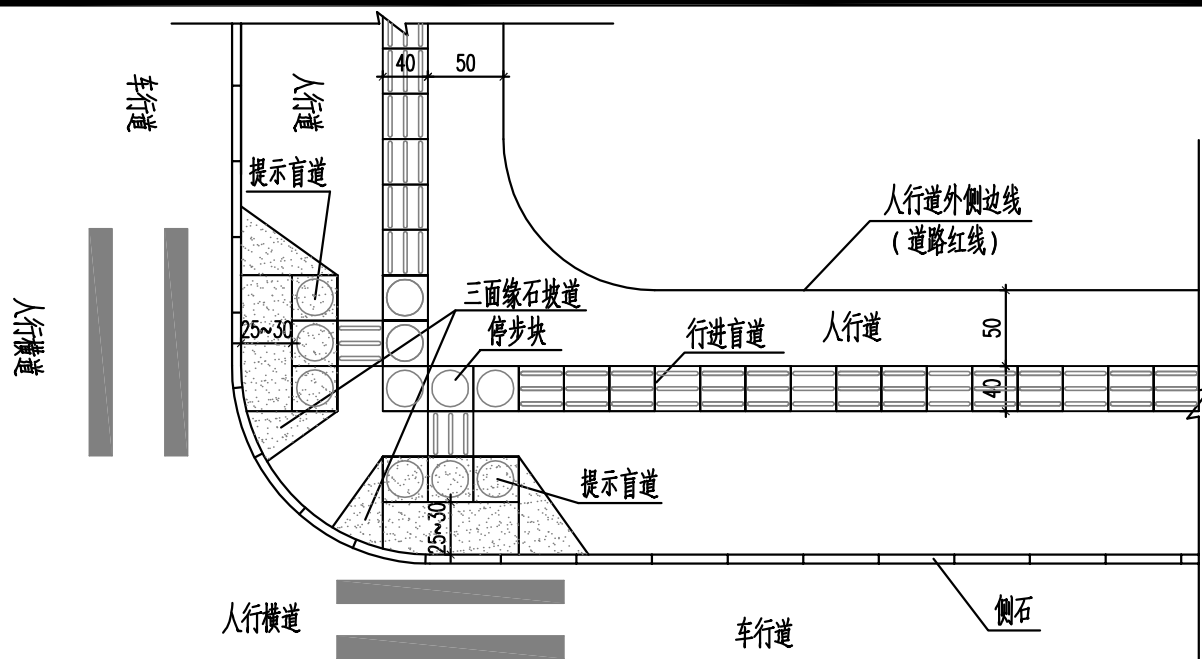 40
50
车行道
人行道
提示盲道
人行道外侧边线
(道路红线)
三面缘石坡道
停步块
行进盲道
人行道
50
25~30
人行横道
40
提示盲道
25~30
侧石
人行横道
车行道